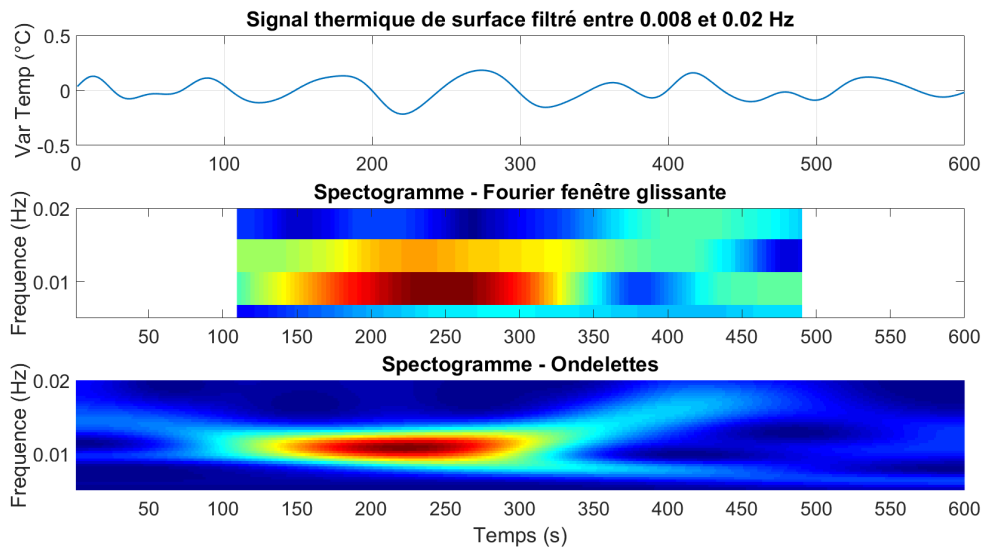 Signal thermique de surface filtré entre 0.008 et 0.02 Hz
Var Temp (°C)
0.5
0
-0.5
0 100 200 300 400 500 600
Spectogramme - Fourier fenêtre glissante
Frequence (Hz)
0.02
0.01
50 100 150 200 250 300 350 400 450 500 550 600
Spectogramme - Ondelettes
Frequence (Hz)
0.02
0.01
50 100 150 200 250 300 350 400 450 500 550 600
Temps (s)